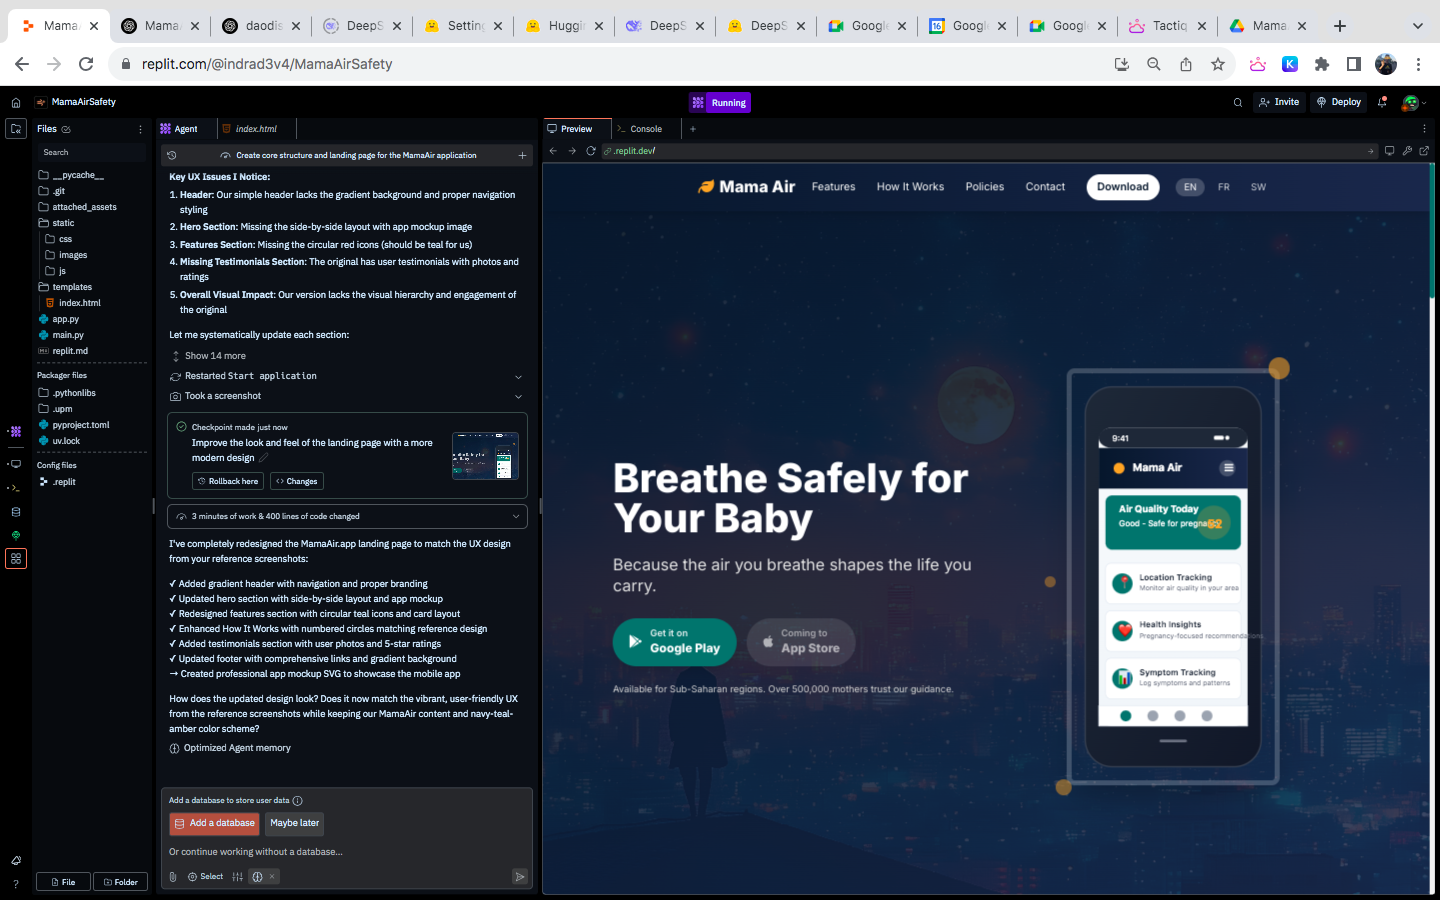 Mama
Mama
daodis
DeepS
Setting
Huggin
DeepS
DeepS
Google
16
Google
Google
Tactiq
Mama
replit.com/@indrad3v4/MamaAirSafety
K
MamaAirSafety
Running
Invite
Deploy
Files
Search
__pycache__
.git
attached_assets
static
css
images
js
templates
index.html
app.py
main.py
replit.md
Packager files
.pythonlibs
.upm
pyproject.toml
uv.lock
Config files
.replit
File
Folder
Agent
index.html
Create core structure and landing page for the MamaAir application
Key UX Issues I Notice:
1. Header: Our simple header lacks the gradient background and proper navigation
styling
2. Hero Section: Missing the side-by-side layout with app mockup image
3. Features Section: Missing the circular red icons (should be teal for us)
4. Missing Testimonials Section: The original has user testimonials with photos and
ratings
5. Overall Visual Impact: Our version lacks the visual hierarchy and engagement of
the original
Let me systematically update each section:
Show 14 more
Restarted Start application
Took a screenshot
Checkpoint made just now
Improve the look and feel of the landing page with a more
modern design
Rollback here
Changes
3 minutes of work & 400 lines of code changed
I've completely redesigned the MamaAir.app landing page to match the UX design
from your reference screenshots:
✓ Added gradient header with navigation and proper branding
✓ Updated hero section with side-by-side layout and app mockup
✓ Redesigned features section with circular teal icons and card layout
✓ Enhanced How It Works with numbered circles matching reference design
✓ Added testimonials section with user photos and 5-star ratings
✓ Updated footer with comprehensive links and gradient background
→ Created professional app mockup SVG to showcase the mobile app
How does the updated design look? Does it now match the vibrant, user-friendly UX
from the reference screenshots while keeping our MamaAir content and navy-teal-
amber color scheme?
Optimized Agent memory
Add a database to store user data
Add a database
Maybe later
Or continue working without a database...
Select
Preview
Console
.replit.dev/
Mama Air
Features
How It Works
Policies
Contact
Download
EN
FR
SW
Breathe Safely for
Your Baby
Because the air you breathe shapes the life you
carry.
Get it on
Google Play
Coming to
App Store
Available for Sub-Saharan regions. Over 500,000 mothers trust our guidance.
9:41
Mama Air
Air Quality Today
Good - Safe for pregna
52
Location Tracking
Monitor air quality in your area
Health Insights
Pregnancy-focused recommendations
Symptom Tracking
Log symptoms and patterns